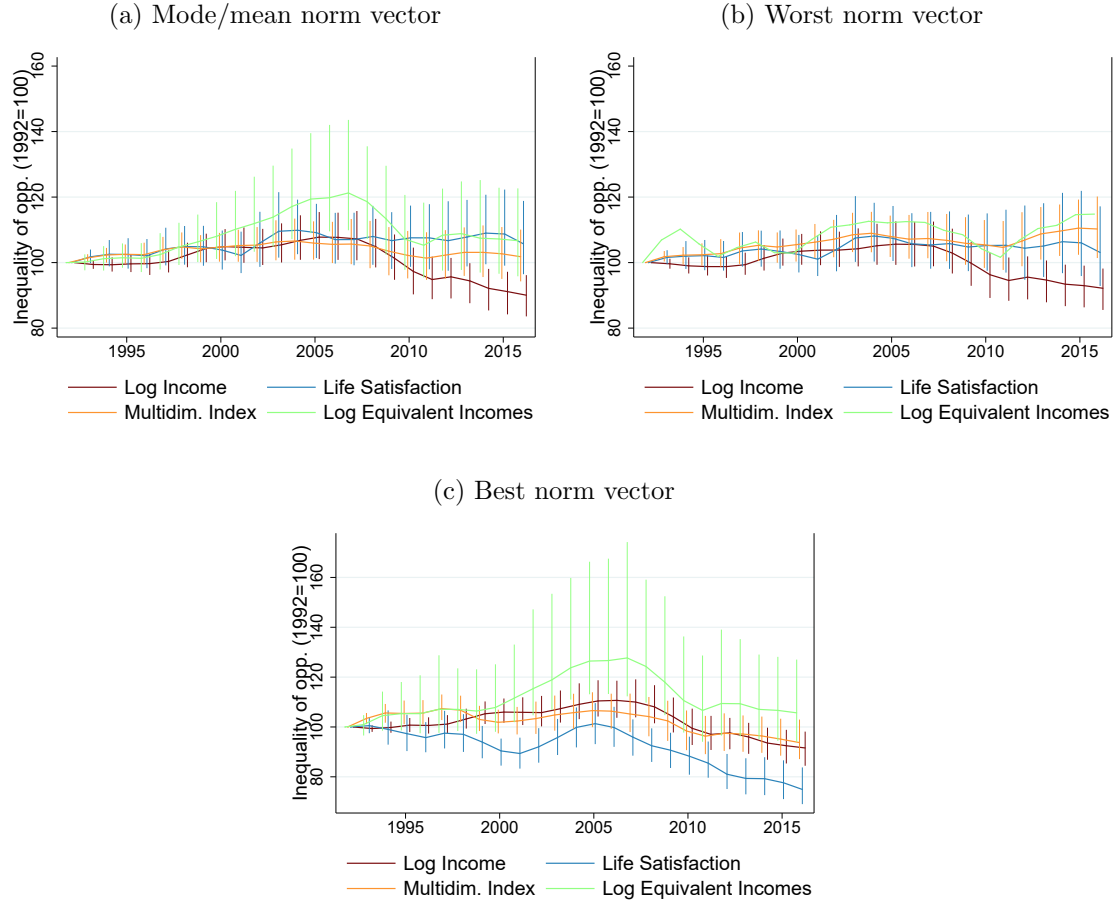 (a) Mode/mean norm vector
Inequality of opp. (1992=100)
160
140
120
100
80
1995 2000 2005 2010 2015
Log Income Life Satisfaction
Multidim. Index Log Equivalent Incomes
(b) Worst norm vector
Inequality of opp. (1992=100)
160
140
120
100
80
1995 2000 2005 2010 2015
Log Income Life Satisfaction
Multidim. Index Log Equivalent Incomes
(c) Best norm vector
Inequality of opp. (1992=100)
160
140
120
100
80
1995 2000 2005 2010 2015
Log Income Life Satisfaction
Multidim. Index Log Equivalent Incomes